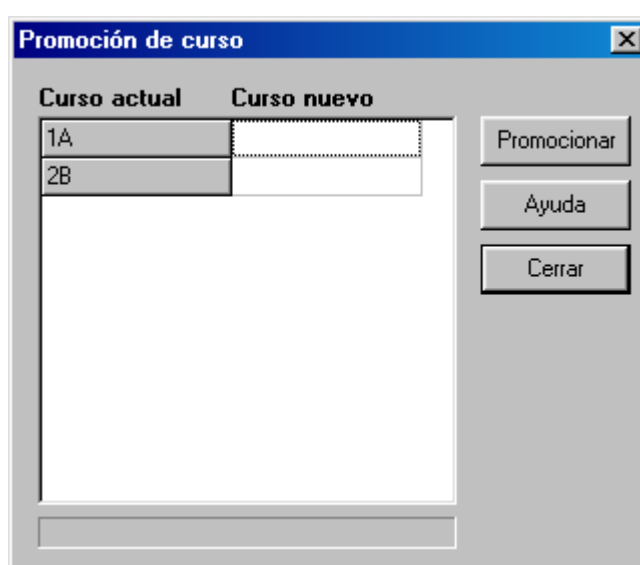 Promoción de curso
Curso actual Curso nuevo
1A
2B
Promocionar
Ayuda
Cerrar